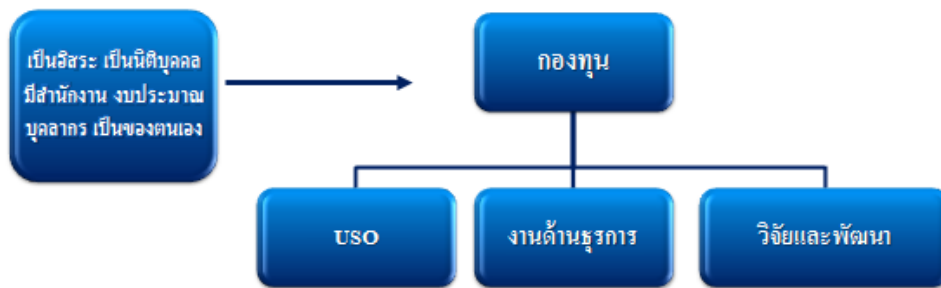 เป็นอิสระ เป็นนิติบุคคล
มีสำนักงาน งบประมาณ
บุคลากร เป็นของตนเอง
กองทุน
USO
งานด้านธุรการ
วิจัยและพัฒนา